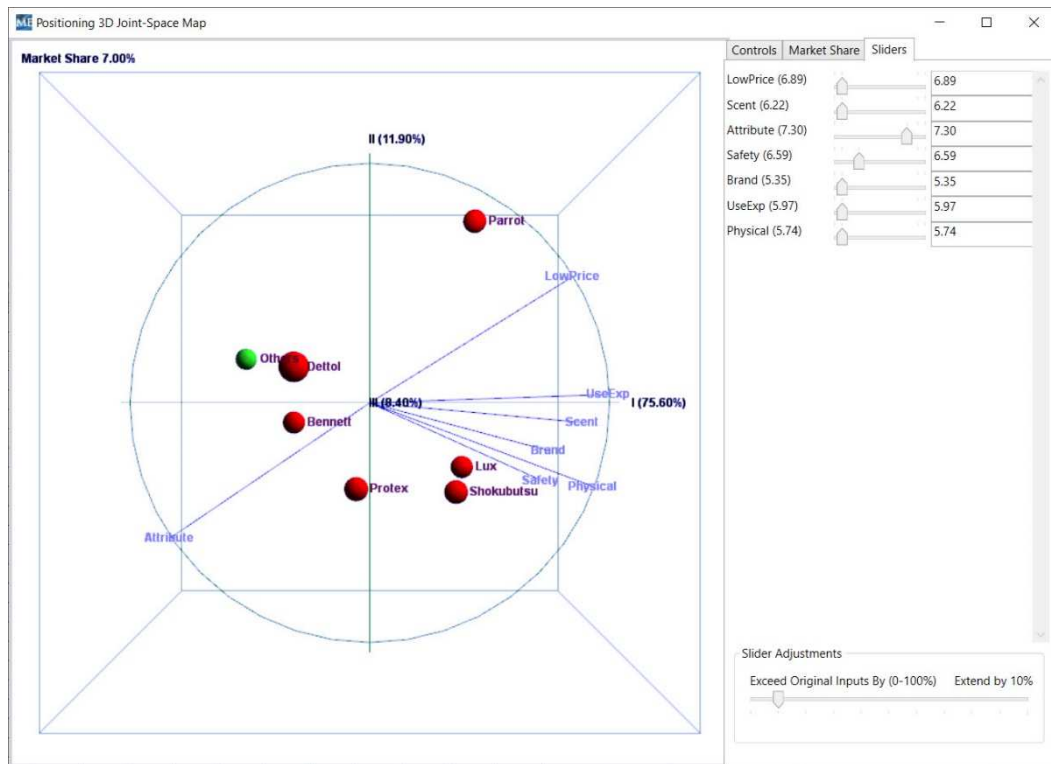 ME Positioning 3D Joint-Space Map
Market Share 7.00%
II (11.90%)
Parrot
LowPrice
Others
Dettol
UseExp
III (8.40%)
I (75.60%)
Bennett
Scent
Brand
Lux
Safety
Physical
Protex
Shokubutsu
Attribute
Controls Market Share Sliders
LowPrice (6.89) 6.89
Scent (6.22) 6.22
Attribute (7.30) 7.30
Safety (6.59) 6.59
Brand (5.35) 5.35
UseExp (5.97) 5.97
Physical (5.74) 5.74
Slider Adjustments
Exceed Original Inputs By (0-100%) Extend by 10%